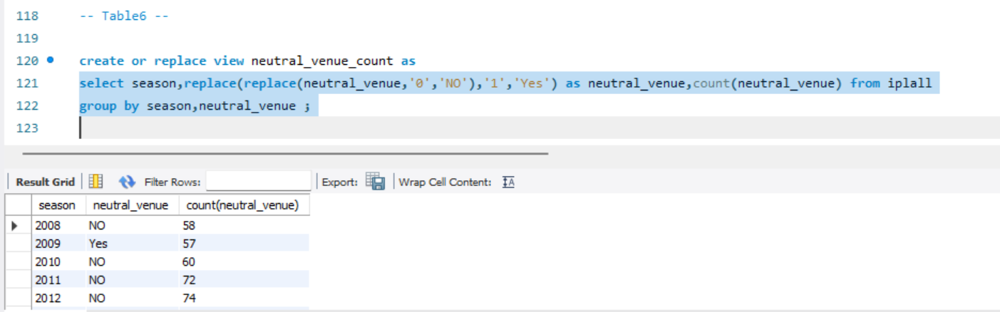 118 -- Table6 --
119
120 create or replace view neutral_venue_count as
121 select season,replace(replace(neutral_venue,'0','NO'),'1','Yes') as neutral_venue,count(neutral_venue) from iplall
122 group by season,neutral_venue ;
123
Result Grid Filter Rows: Export: Wrap Cell Content: IA
season neutral_venue count(neutral_venue)
2008 NO 58
2009 Yes 57
2010 NO 60
2011 NO 72
2012 NO 74